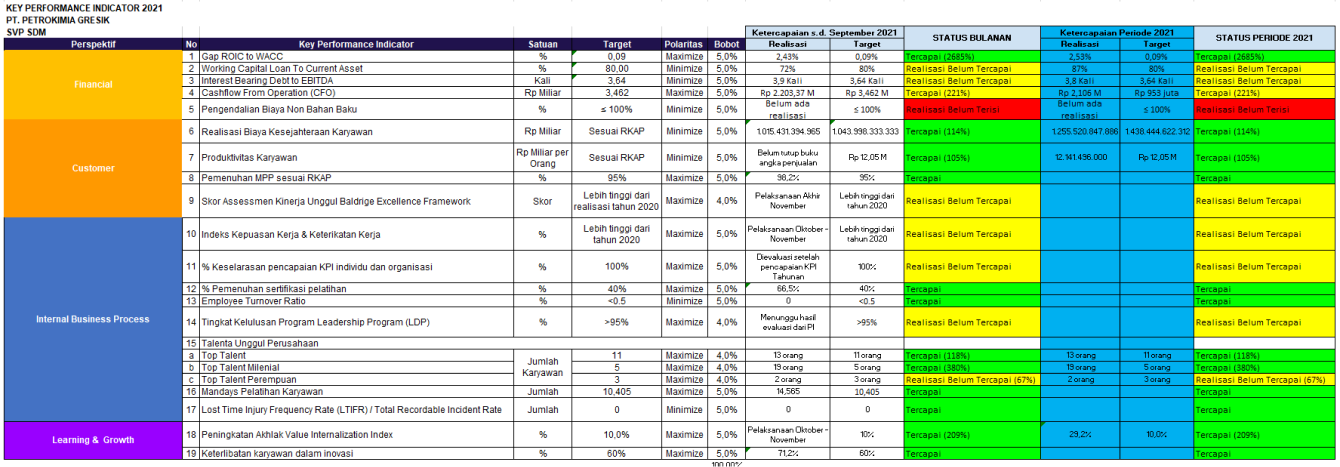 KEY PERFORMANCE INDICATOR 2021
PT. PETROKIMIA GRESIK
SVP SDM
Perspektif No Key Performance Indicator Satuan Target Polaritas Bobot Ketercapaian s.d. September 2021 Realisasi Target STATUS BULANAN Ketercapaian Periode 2021 Realisasi Target STATUS PERIODE 2021
Financial
1 Gap ROIC to WACC % 0,09 Maximize 5,0% 2,43% 0,09% Tercapai (2685%) 2,53% 0,09% Tercapai (2685%)
2 Working Capital Loan To Current Asset % 80.00 Minimize 5,0% 72% 80% Realisasi Belum Tercapai 87% 80% Realisasi Belum Tercapai
3 Interest Bearing Debt to EBITDA Kali 3,64 Minimize 5,0% 3,9 Kali 3,64 Kali Realisasi Belum Tercapai 3,8 Kali 3,64 Kali Realisasi Belum Tercapai
4 Cashflow From Operation (CFO) Rp Miliar 3,462 Maximize 5,0% Rp 2.203,37 M Rp 3,462 M Tercapai (221%) Rp 2,106 M Rp 953 juta Tercapai (221%)
5 Pengendalian Biaya Non Bahan Baku % ≤ 100% Minimize 5,0% Belum ada realisasi ≤ 100% Realisasi Belum Terisi Belum ada realisasi ≤ 100% Realisasi Belum Terisi
Customer
6 Realisasi Biaya Kesejahteraan Karyawan Rp Miliar Sesuai RKAP Minimize 5,0% 1.015.431.394.965 1.043.998.333.333 Tercapai (114%) 1.255.520.847.886 1.438.444.622.312 Tercapai (114%)
7 Produktivitas Karyawan Rp Miliar per Orang Sesuai RKAP Minimize 5,0% Belum tutup buku angka penjualan Rp 12,05 M Tercapai (105%) 12.141.496.000 Rp 12,05 M Tercapai (105%)
8 Pemenuhan MPP sesuai RKAP % 95% Maximize 5,0% 98,2% 95% Tercapai Tercapai
9 Skor Assessmen Kinerja Unggul Baldrige Excellence Framework Skor Lebih tinggi dari realisasi tahun 2020 Maximize 4,0% Pelaksanaan Akhir November Lebih tinggi dari tahun 2020 Realisasi Belum Tercapai Realisasi Belum Tercapai
Internal Business Process
10 Indeks Kepuasan Kerja & Keterikatan Kerja % Lebih tinggi dari tahun 2020 Maximize 5,0% Pelaksanaan Oktober - November Lebih tinggi dari tahun 2020 Realisasi Belum Tercapai Realisasi Belum Tercapai
11 % Keselarasan pencapaian KPI individu dan organisasi % 100% Maximize 5,0% Dievaluasi setelah pencapaian KPI Tahunan 100% Realisasi Belum Tercapai Realisasi Belum Tercapai
12 % Pemenuhan sertifikasi pelatihan % 40% Maximize 5,0% 66,5% 40% Tercapai Tercapai
13 Employee Turnover Ratio % <0.5 Minimize 5,0% 0 <0.5 Tercapai Tercapai
14 Tingkat Kelulusan Program Leadership Program (LDP) % >95% Maximize 4,0% Menunggu hasil evaluasi dari PI >95% Realisasi Belum Tercapai Realisasi Belum Tercapai
15 Talenta Unggul Perusahaan
Jumlah Karyawan
a Top Talent 11 Maximize 4,0% 13 orang 11 orang Tercapai (118%) 13 orang 11 orang Tercapai (118%)
b Top Talent Milenial 5 Maximize 4,0% 19 orang 5 orang Tercapai (380%) 19 orang 5 orang Tercapai (380%)
c Top Talent Perempuan 3 Maximize 4,0% 2 orang 3 orang Realisasi Belum Tercapai (67%) 2 orang 3 orang Realisasi Belum Tercapai (67%)
16 Mandays Pelatihan Karyawan Jumlah 10,405 Maximize 5,0% 14,565 10,405 Tercapai Tercapai
17 Lost Time Injury Frequency Rate (LTIFR) / Total Recordable Incident Rate Jumlah 0 Minimize 5,0% 0 0 Tercapai Tercapai
Learning & Growth
18 Peningkatan Akhlak Value Internalization Index % 10,0% Maximize 5,0% Pelaksanaan Oktober - November 10% Tercapai (209%) 29,2% 10,0% Tercapai (209%)
19 Keterlibatan karyawan dalam inovasi % 60% Maximize 5,0% 71,2% 60% Tercapai Tercapai
100,00%